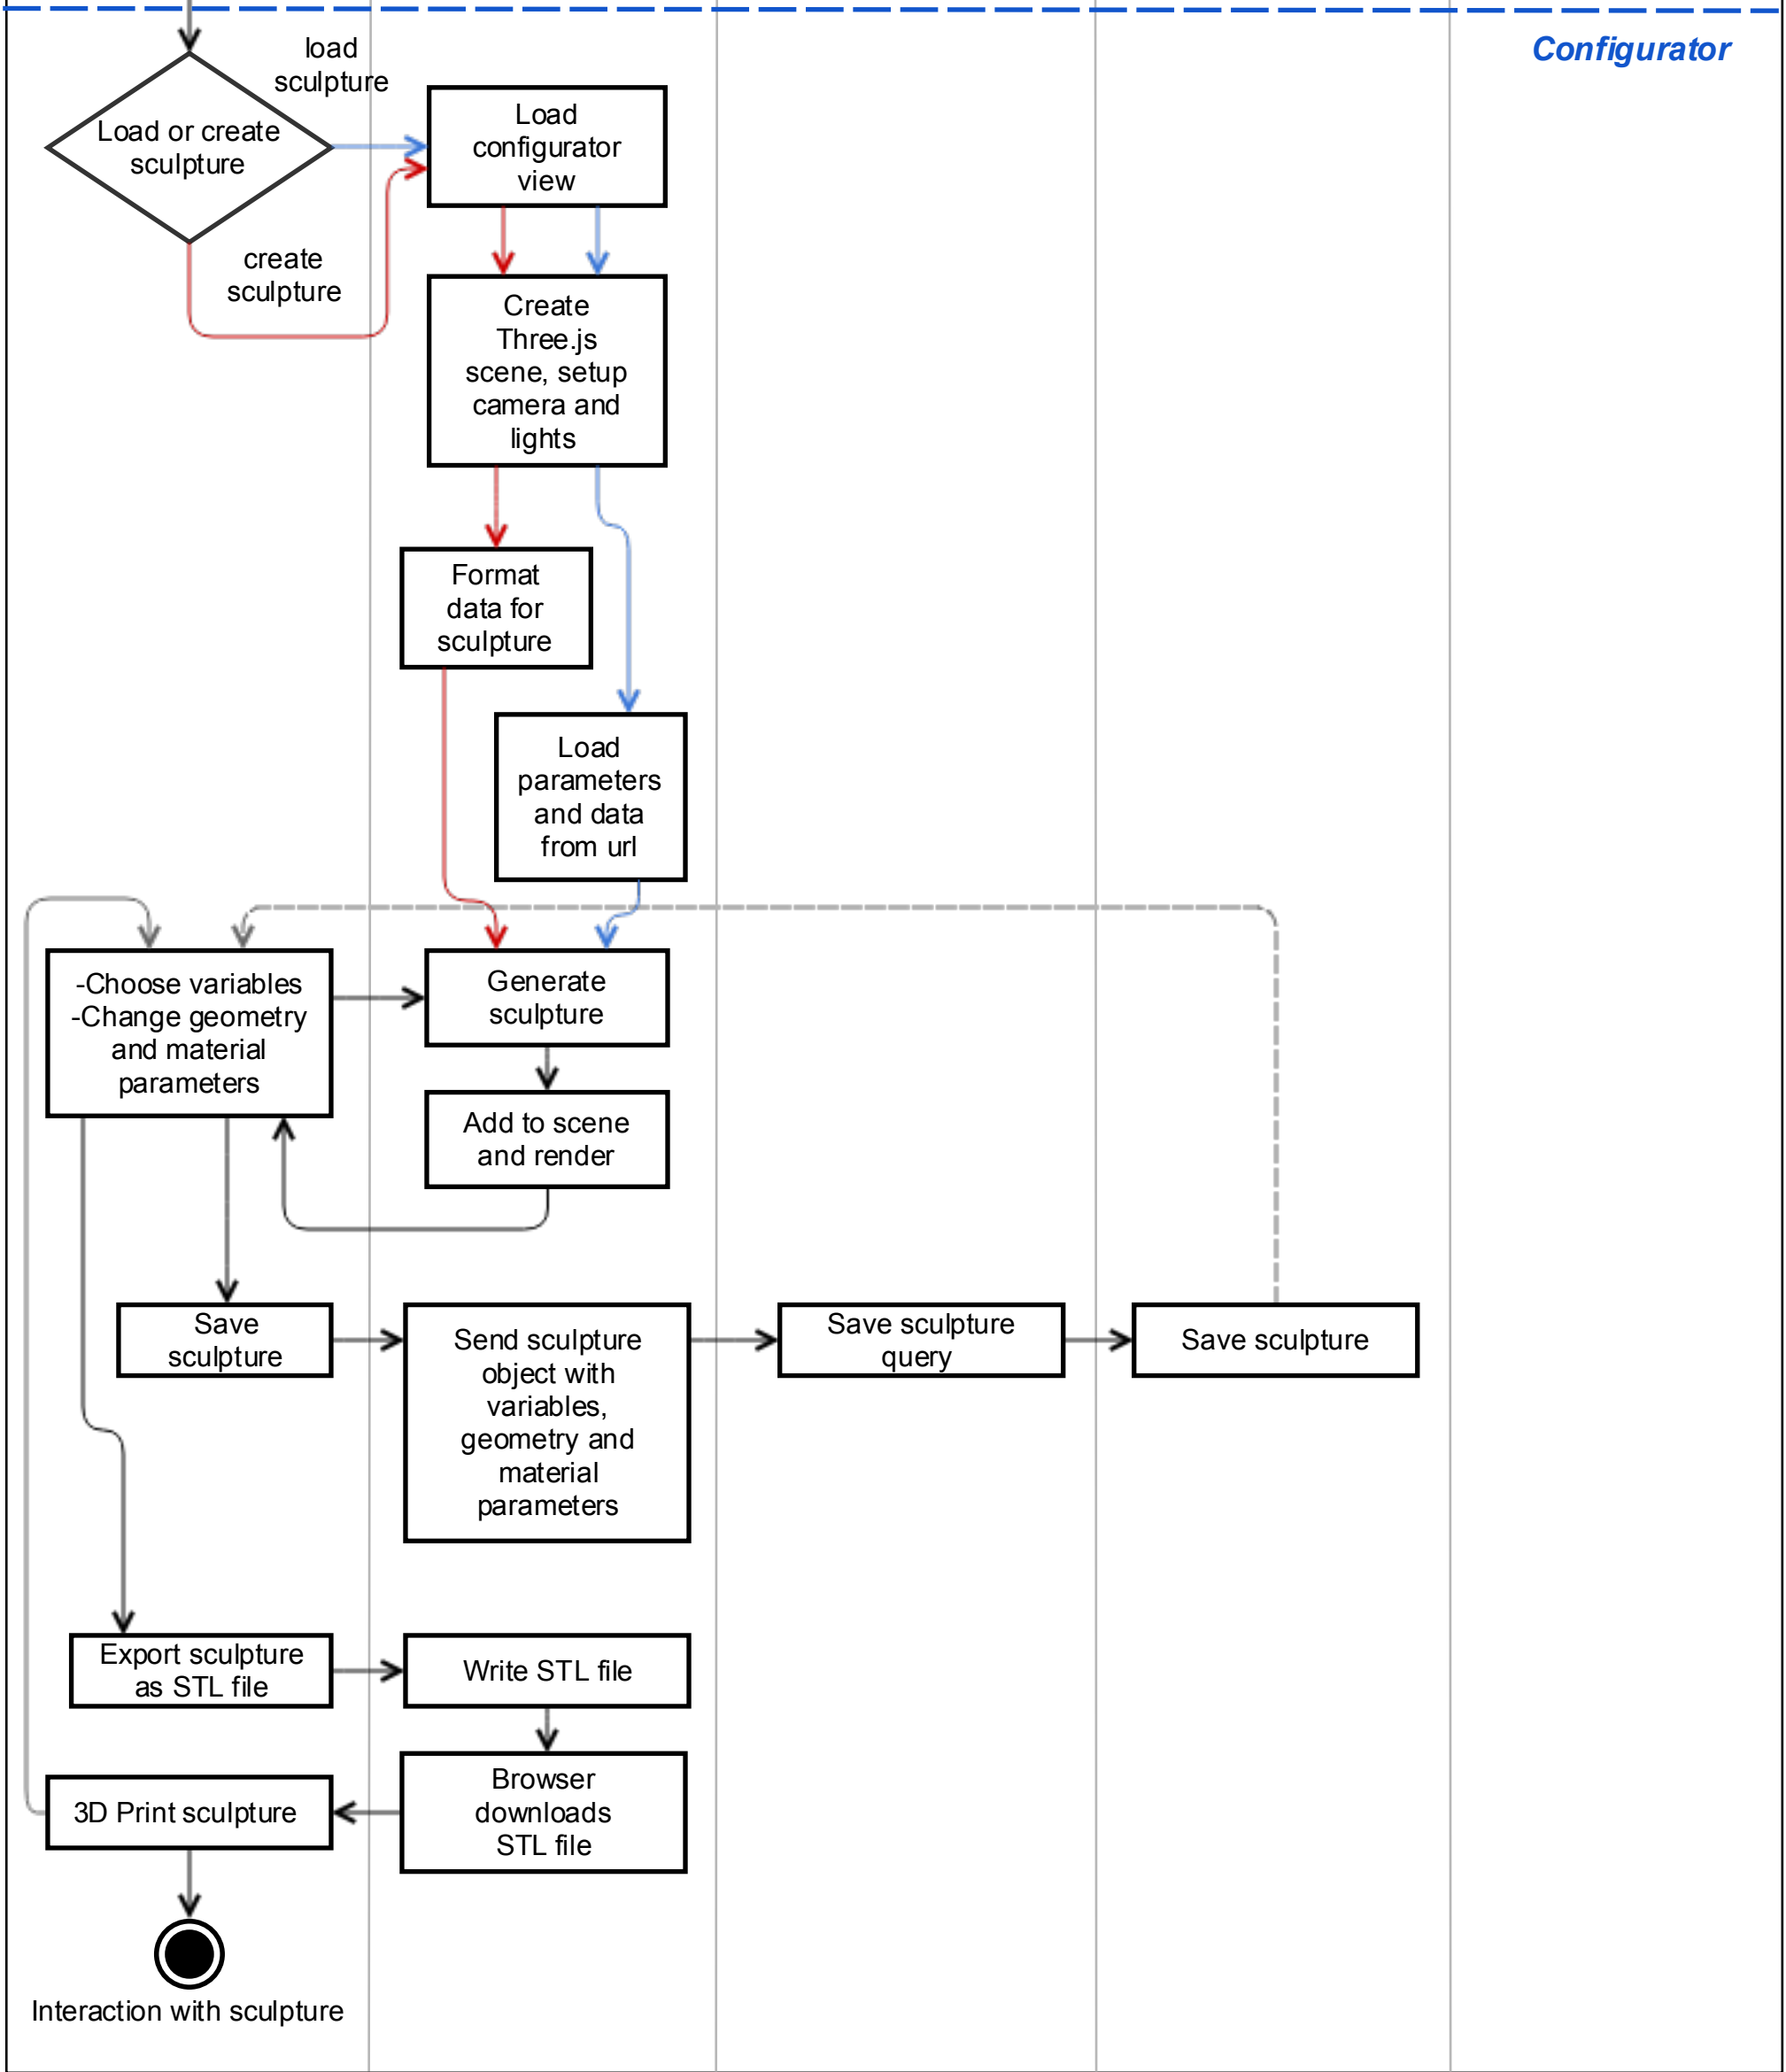 Configurator
load
sculpture
Load or create
sculpture
Load
configurator
view
create
sculpture
Create
Three.js
scene, setup
camera and
lights
Format
data for
sculpture
Load
parameters
and data
from url
-Choose variables
-Change geometry
and material
parameters
Generate
sculpture
Add to scene
and render
Save
sculpture
Send sculpture
object with
variables,
geometry and
material
parameters
Save sculpture
query
Save sculpture
Export sculpture
as STL file
Write STL file
Browser
downloads
STL file
3D Print sculpture
Interaction with sculpture